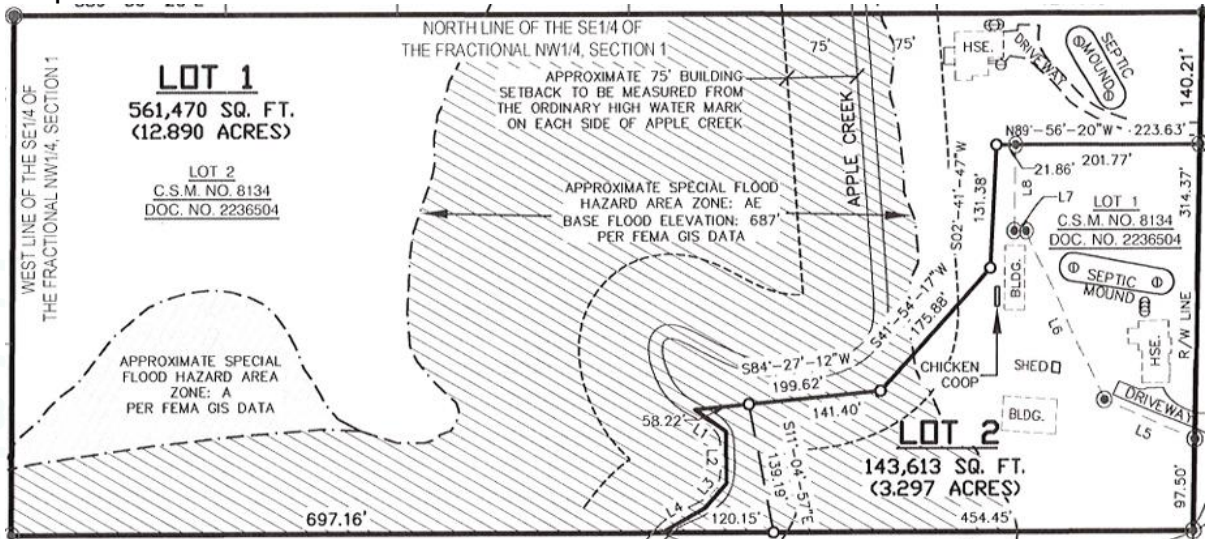 NORTH LINE OF THE SE1/4 OF
THE FRACTIONAL NW1/4, SECTION 1
WEST LINE OF THE SE1/4 OF
THE FRACTIONAL NW1/4, SECTION 1
LOT 1
561,470 SQ. FT.
(12.890 ACRES)
LOT 2
C.S.M. NO. 8134
DOC. NO. 2236504
APPROXIMATE 75' BUILDING
SETBACK TO BE MEASURED FROM
THE ORDINARY HIGH WATER MARK
ON EACH SIDE OF APPLE CREEK
75'
75'
APPLE CREEK
APPROXIMATE SPECIAL FLOOD
HAZARD AREA ZONE: AE
BASE FLOOD ELEVATION: 687'
PER FEMA GIS DATA
APPROXIMATE SPECIAL
FLOOD HAZARD AREA
ZONE: A
PER FEMA GIS DATA
HSE.
DRIVEWAY
SEPTIC
MOUND
140.21'
N89°-56'-20"W
223.63'
201.77'
21.86'
S02°-41'-47"W
131.38'
L8
L7
LOT 1
C.S.M. NO. 8134
DOC. NO. 2236504
314.37'
BLDG.
SEPTIC
MOUND
S41°-54'-17"W
175.88'
L6
R/W LINE
HSE.
CHICKEN
COOP
SHED
S84°-27'-12"W
199.62'
141.40'
58.22'
BLDG.
DRIVEWAY
L5
L1
L2
L3
L4
S11°-04'-57"E
139.19'
LOT 2
143,613 SQ. FT.
(3.297 ACRES)
97.50'
697.16'
120.15'
454.45'